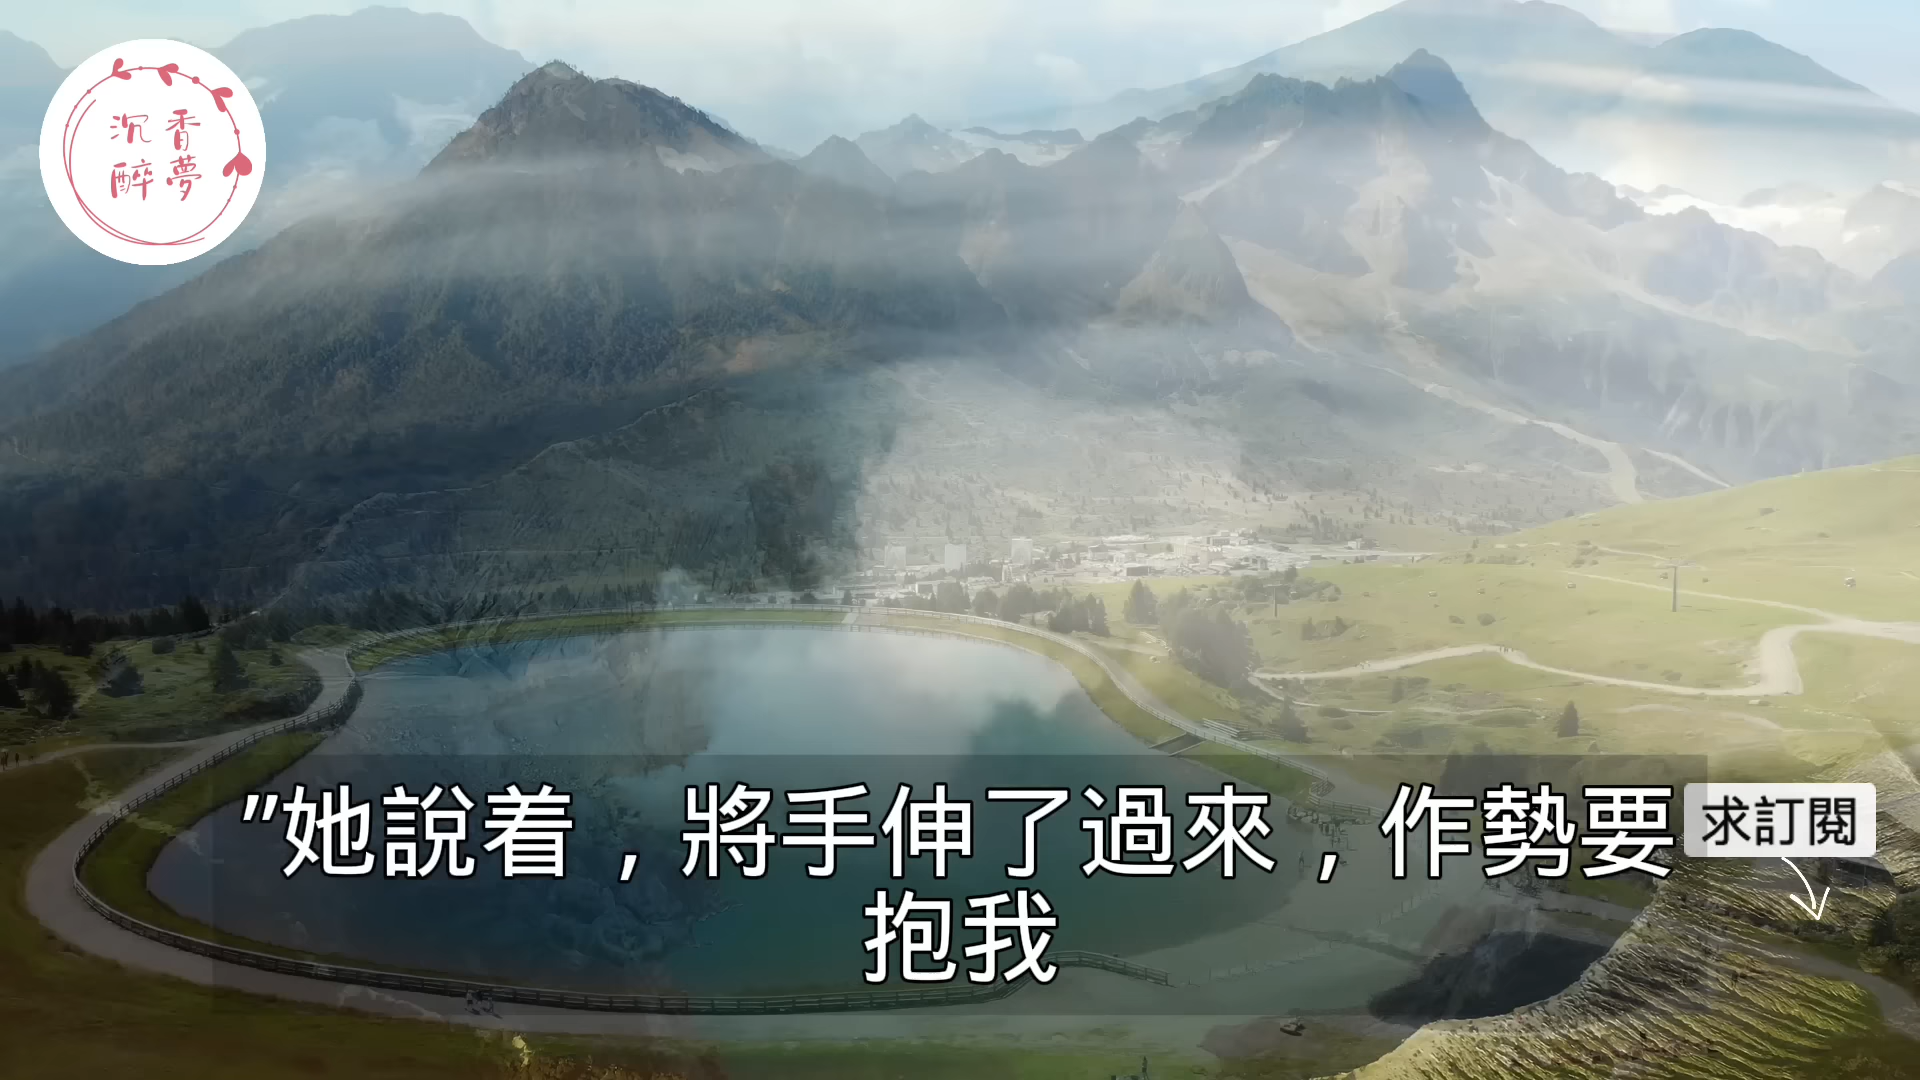 沉香
醉夢
”她說着，將手伸了過來，作勢要
抱我
求訂閱